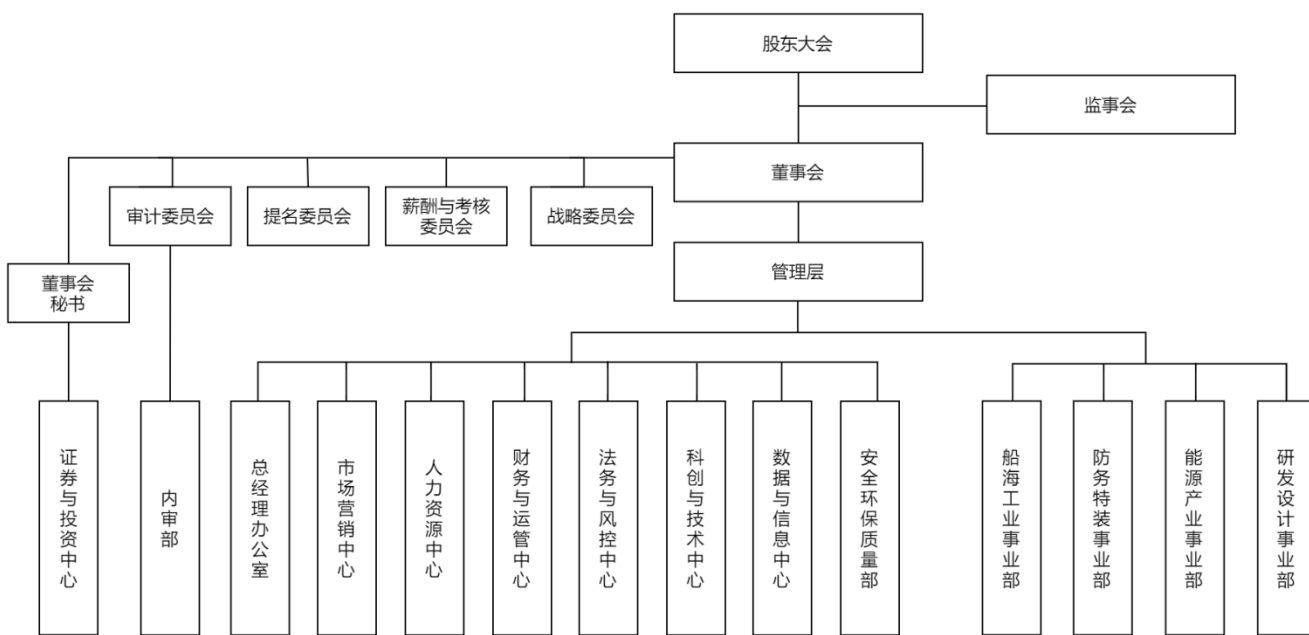 股东大会
监事会
董事会
审计委员会
提名委员会
薪酬与考核
委员会
战略委员会
管理层
董事会
秘书
证券与投资中心
内审部
总经理办公室
市场营销中心
人力资源中心
财务与运管中心
法务与风控中心
科创与技术中心
数据与信息中心
安全环保质量部
船海工业事业部
防务特装事业部
能源产业事业部
研发设计事业部